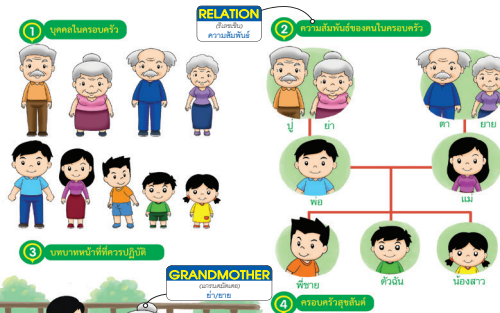 1 บุคคลในครอบครัว
RELATION
(รีเลชเชิน)
ความสัมพันธ์
2 ความสัมพันธ์ของคนในครอบครัว
ปู่ ย่า ตา ยาย
พ่อ แม่
พี่ชาย ตัวฉัน น้องสาว
3 บทบาทหน้าที่ที่ควรปฏิบัติ
GRANDMOTHER
ย่า/ยาย
4 ครอบครัวสุขสันต์